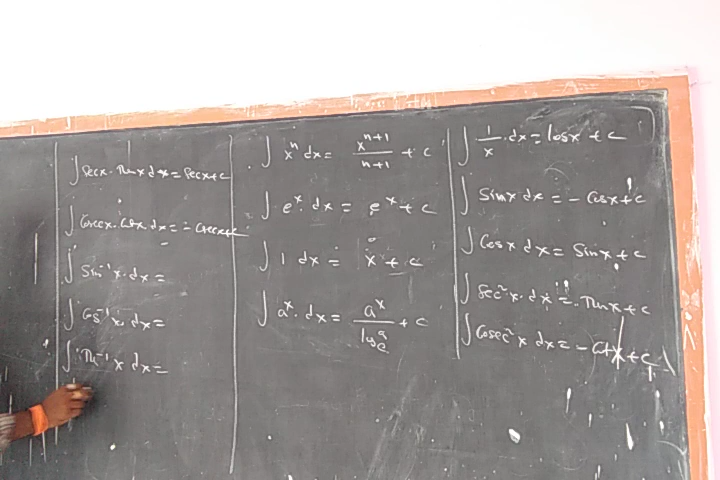 ∫ Secx. Tanx dx = Secx+c
∫ Cosecx. Cotx dx = - Cosecx+c
∫ Sin⁻¹x. dx =
∫ Cos⁻¹x. dx =
∫ Tan⁻¹x dx =
∫ xⁿ dx = xⁿ⁺¹/n+1 + c
∫ eˣ. dx = eˣ + c
∫ 1 dx = x + c
∫ aˣ. dx = aˣ/logₑa + c
∫ 1/x . dx = logx + c
∫ Sinx dx = - Cosx + c
∫ Cosx dx = Sinx + c
∫ Sec²x. dx = Tanx + c
∫ Cosec²x dx = - Cotx + c